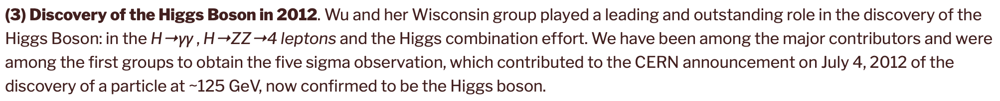 (3) Discovery of the Higgs Boson in 2012. Wu and her Wisconsin group played a leading and outstanding role in the discovery of the
Higgs Boson: in the H→γγ , H→ZZ→4 leptons and the Higgs combination effort. We have been among the major contributors and were
among the first groups to obtain the five sigma observation, which contributed to the CERN announcement on July 4, 2012 of the
discovery of a particle at ~125 GeV, now confirmed to be the Higgs boson.